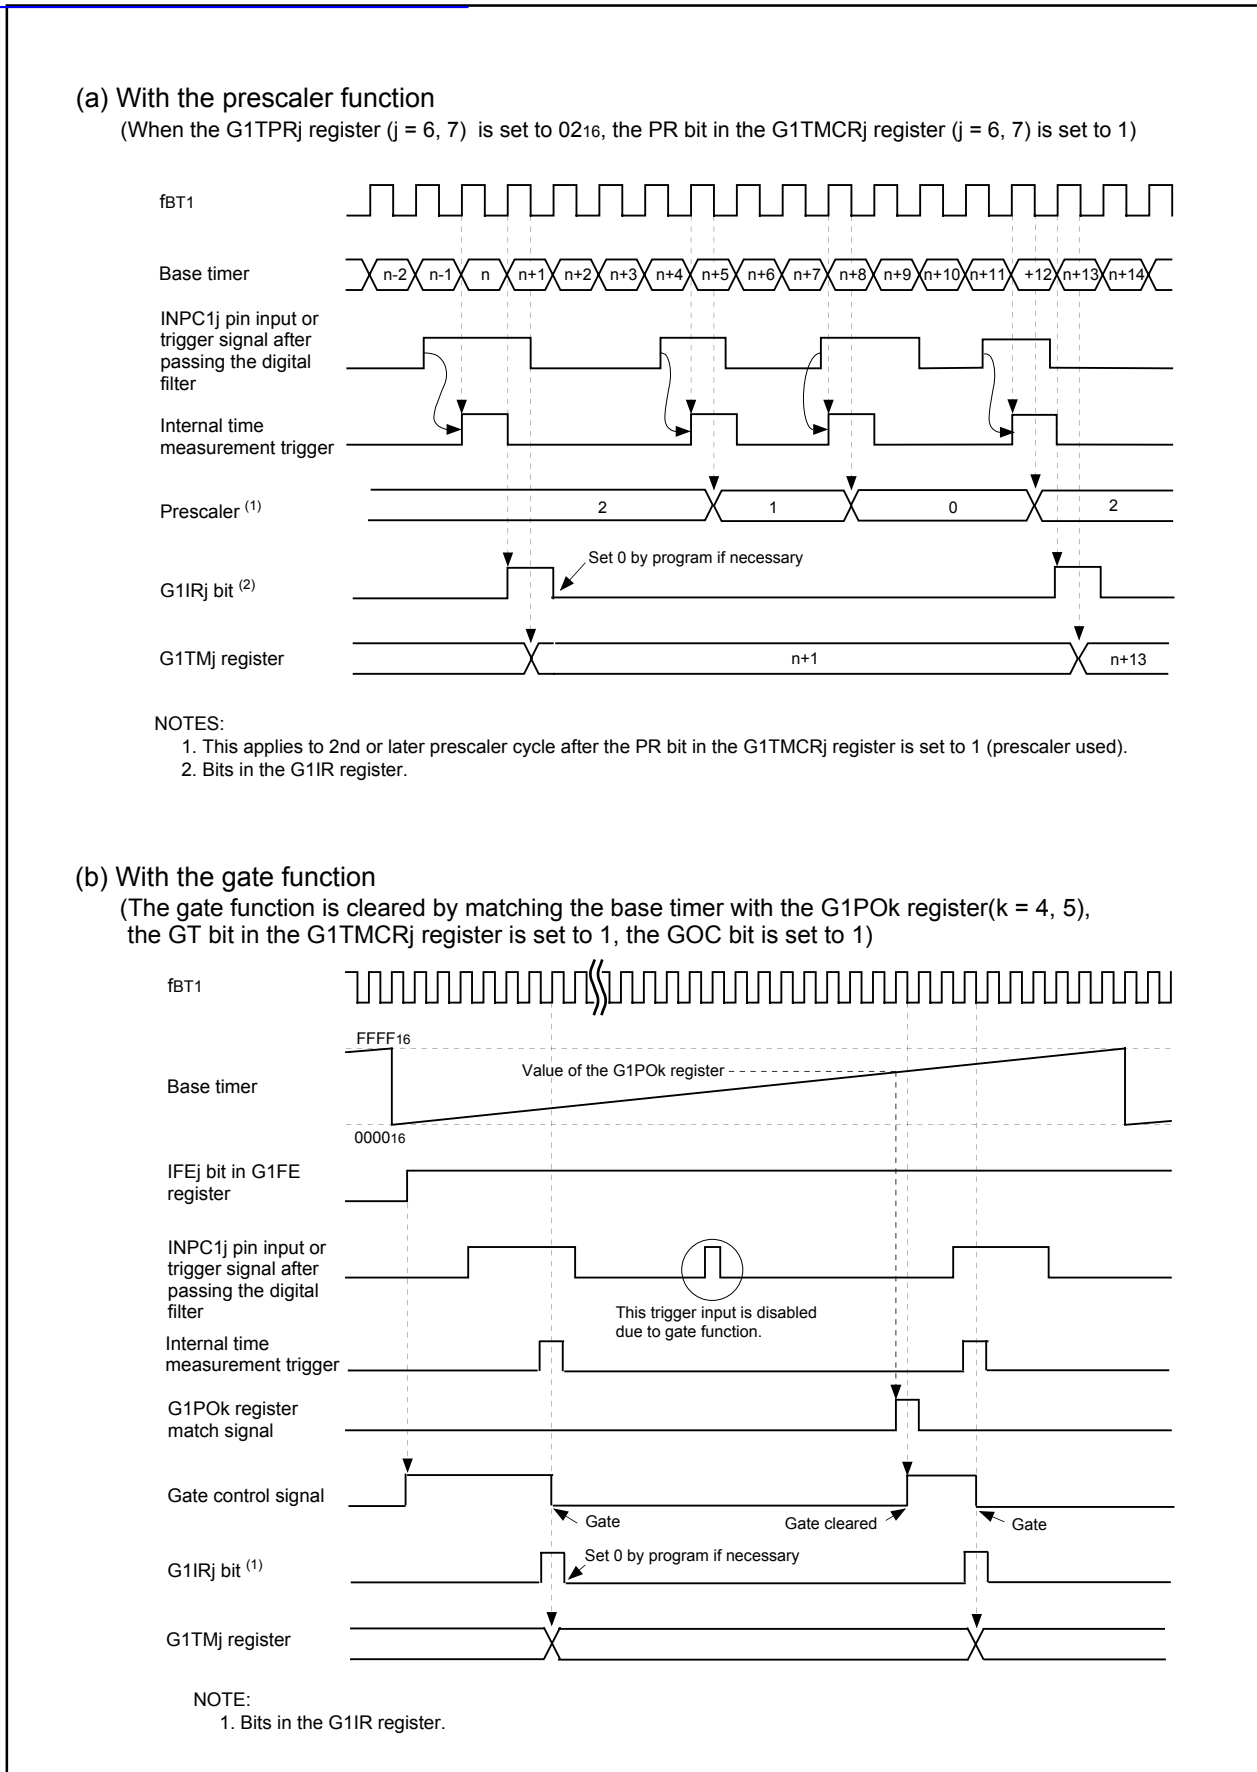 (a) With the prescaler function
(When the G1TPRj register (j = 6, 7) is set to 0216, the PR bit in the G1TMCRj register (j = 6, 7) is set to 1)
fBT1
Base timer
n-2 n-1 n n+1 n+2 n+3 n+4 n+5 n+6 n+7 n+8 n+9 n+10 n+11 +12 n+13 n+14
INPC1j pin input or
trigger signal after
passing the digital
filter
Internal time
measurement trigger
Prescaler (1)
2 1 0 2
Set 0 by program if necessary
G1IRj bit (2)
G1TMj register
n+1 n+13
NOTES:
1. This applies to 2nd or later prescaler cycle after the PR bit in the G1TMCRj register is set to 1 (prescaler used).
2. Bits in the G1IR register.
(b) With the gate function
(The gate function is cleared by matching the base timer with the G1POk register(k = 4, 5),
the GT bit in the G1TMCRj register is set to 1, the GOC bit is set to 1)
fBT1
FFFF16
Value of the G1POk register
Base timer
000016
IFEj bit in G1FE
register
INPC1j pin input or
trigger signal after
passing the digital
filter
This trigger input is disabled
due to gate function.
Internal time
measurement trigger
G1POk register
match signal
Gate control signal
Gate Gate cleared Gate
Set 0 by program if necessary
G1IRj bit (1)
G1TMj register
NOTE:
1. Bits in the G1IR register.